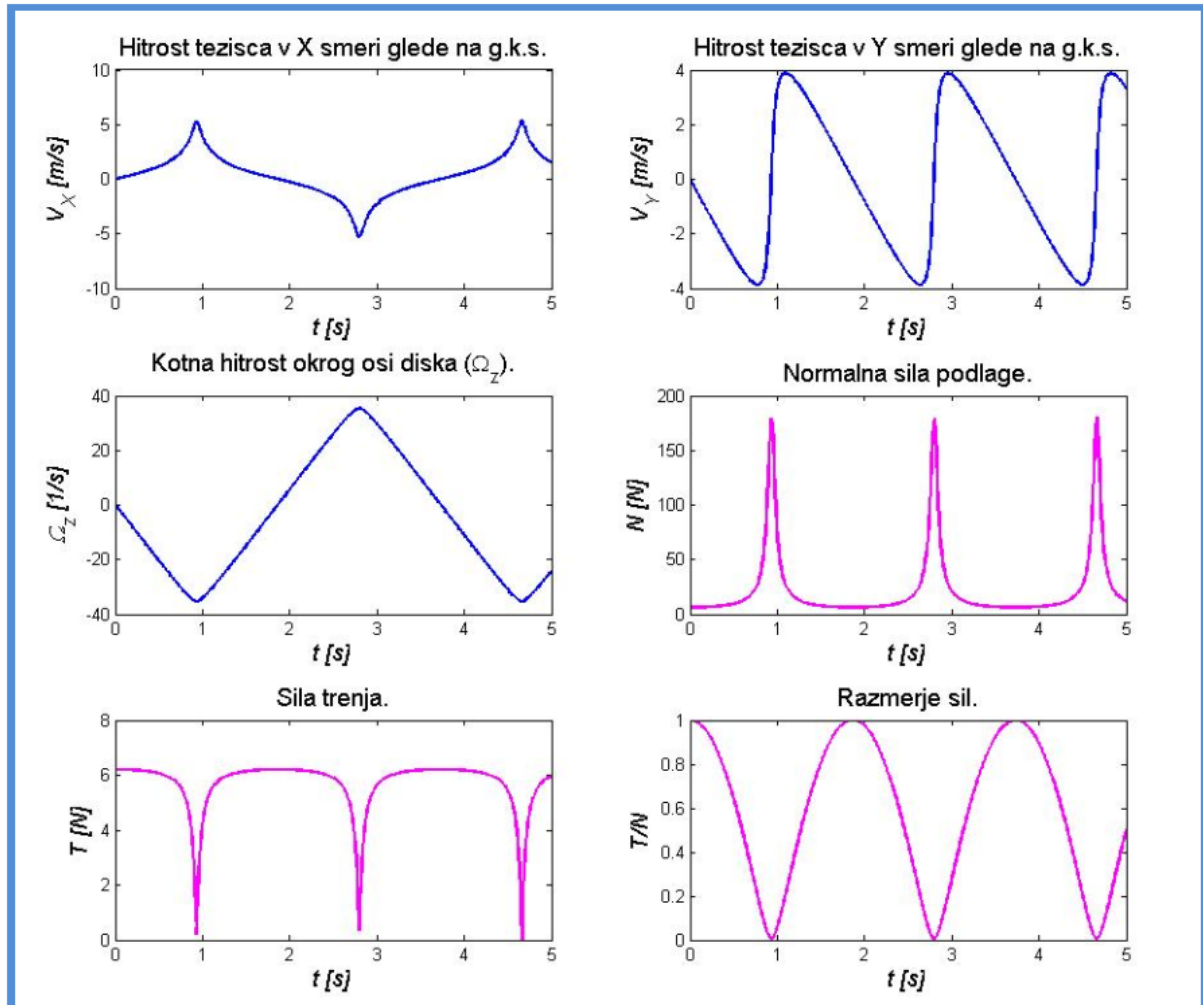 Hitrost tezisca v X smeri glede na g.k.s.
10
5
0
-5
-10
V_X [m/s]
0 1 2 3 4 5
t [s]
Hitrost tezisca v Y smeri glede na g.k.s.
4
2
0
-2
-4
V_Y [m/s]
0 1 2 3 4 5
t [s]
Kotna hitrost okrog osi diska (Ω_z).
40
20
0
-20
-40
Ω_z [1/s]
0 1 2 3 4 5
t [s]
Normalna sila podlage.
200
150
100
50
0
N [N]
0 1 2 3 4 5
t [s]
Sila trenja.
8
6
4
2
0
T [N]
0 1 2 3 4 5
t [s]
Razmerje sil.
1
0.8
0.6
0.4
0.2
0
T/N
0 1 2 3 4 5
t [s]